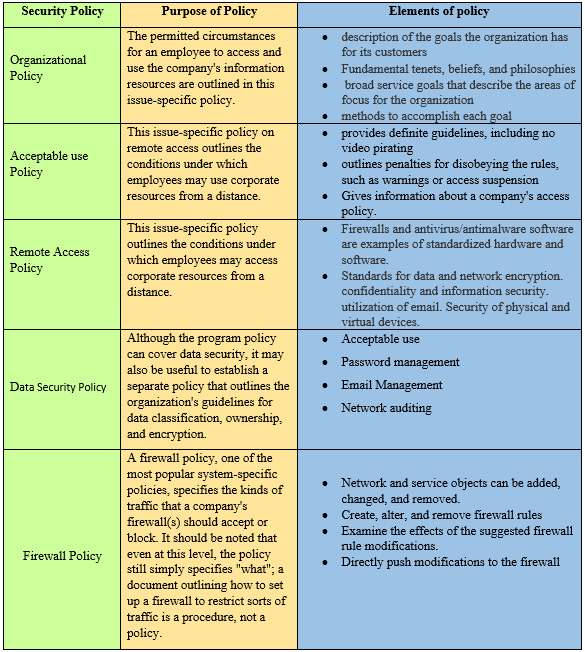 Security Policy
Purpose of Policy
Elements of policy
Organizational
Policy
The permitted circumstances
for an employee to access and
use the company's information
resources are outlined in this
issue-specific policy.
● description of the goals the organization has
for its customers
● Fundamental tenets, beliefs, and philosophies
● broad service goals that describe the areas of
focus for the organization
● methods to accomplish each goal
Acceptable use
Policy
This issue-specific policy on
remote access outlines the
conditions under which
employees may use corporate
resources from a distance.
● provides definite guidelines, including no
video pirating
● outlines penalties for disobeying the rules,
such as warnings or access suspension
● Gives information about a company's access
policy.
Remote Access
Policy
This issue-specific policy
outlines the conditions under
which employees may access
corporate resources from a
distance.
● Firewalls and antivirus/antimalware software
are examples of standardized hardware and
software.
● Standards for data and network encryption.
confidentiality and information security.
utilization of email. Security of physical and
virtual devices.
Data Security Policy
Although the program policy
can cover data security, it may
also be useful to establish a
separate policy that outlines the
organization's guidelines for
data classification, ownership,
and encryption.
● Acceptable use
● Password management
● Email Management
● Network auditing
Firewall Policy
A firewall policy, one of the
most popular system-specific
policies, specifies the kinds of
traffic that a company's
firewall(s) should accept or
block. It should be noted that
even at this level, the policy
still simply specifies "what"; a
document outlining how to set
up a firewall to restrict sorts of
traffic is a procedure, not a
policy.
● Network and service objects can be added,
changed, and removed.
● Create, alter, and remove firewall rules
● Examine the effects of the suggested firewall
rule modifications.
● Directly push modifications to the firewall